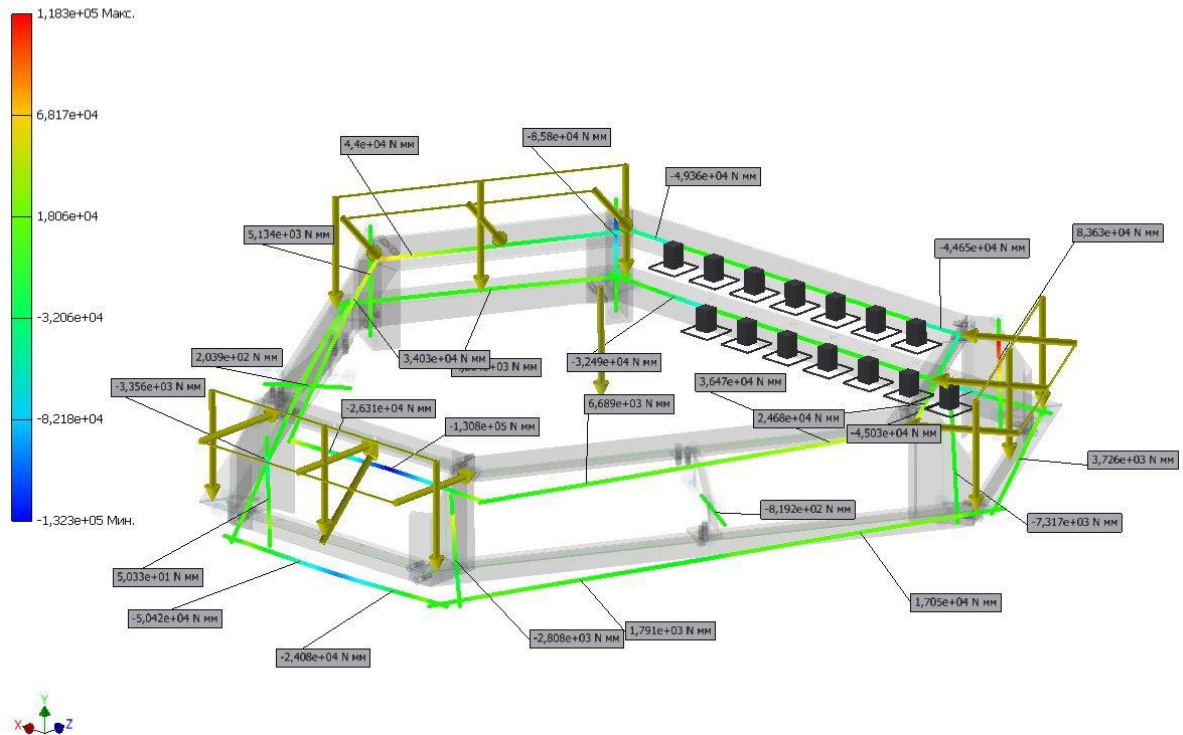 1,183e+05 Макс.
6,817e+04
1,806e+04
-3,206e+04
-8,218e+04
-1,323e+05 Мин.
4,4e+04 N мм
-8,58e+04 N мм
-4,936e+04 N мм
5,134e+03 N мм
-4,465e+04 N мм
8,363e+04 N мм
2,039e+02 N мм
3,403e+04 N мм
e+03 N мм
-3,249e+04 N мм
-3,356e+03 N мм
-2,631e+04 N мм
-1,308e+05 N мм
6,689e+03 N мм
3,647e+04 N мм
2,468e+04 N мм
-4,503e+04 N мм
3,726e+03 N мм
-8,192e+02 N мм
-7,317e+03 N мм
5,033e+01 N мм
-5,042e+04 N мм
-2,408e+04 N мм
-2,808e+03 N мм
1,791e+03 N мм
1,705e+04 N мм
Y
X
Z